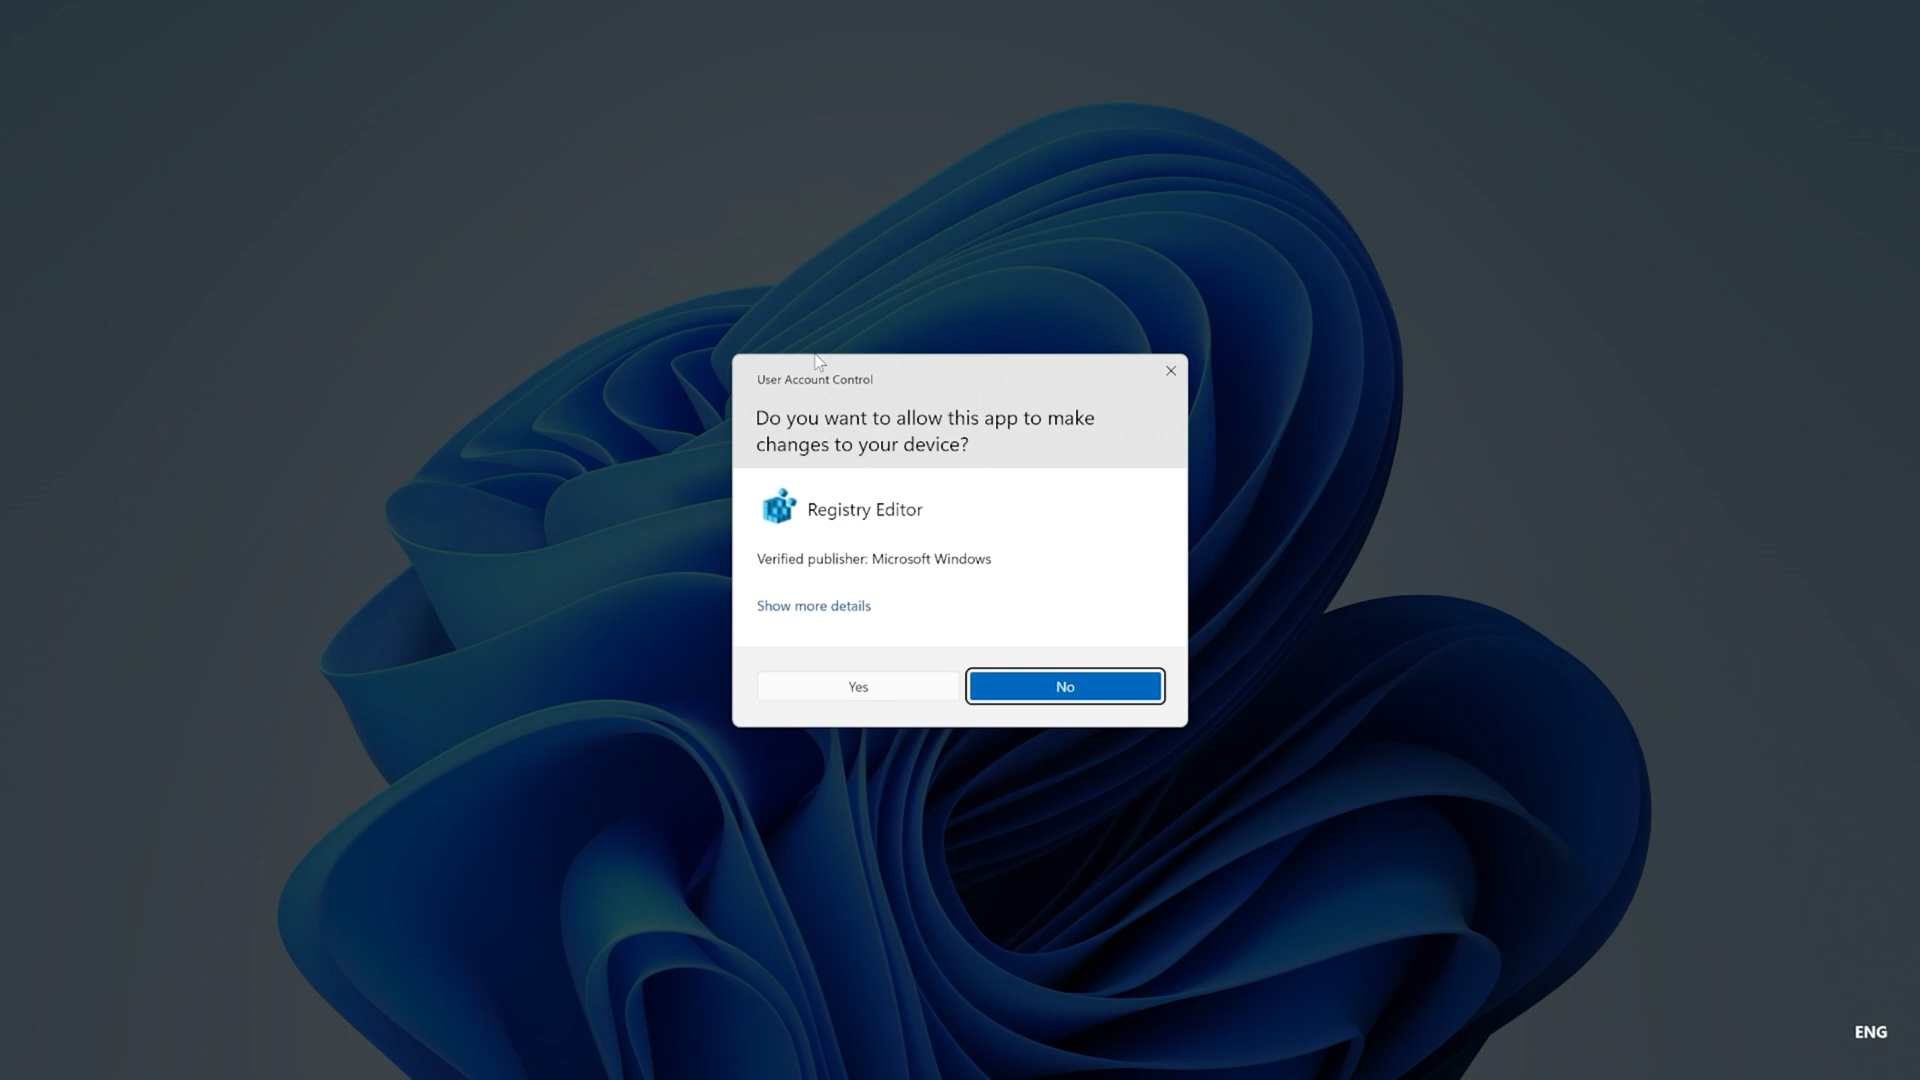 User Account Control
Do you want to allow this app to make
changes to your device?
Registry Editor
Verified publisher: Microsoft Windows
Show more details
Yes
No
ENG